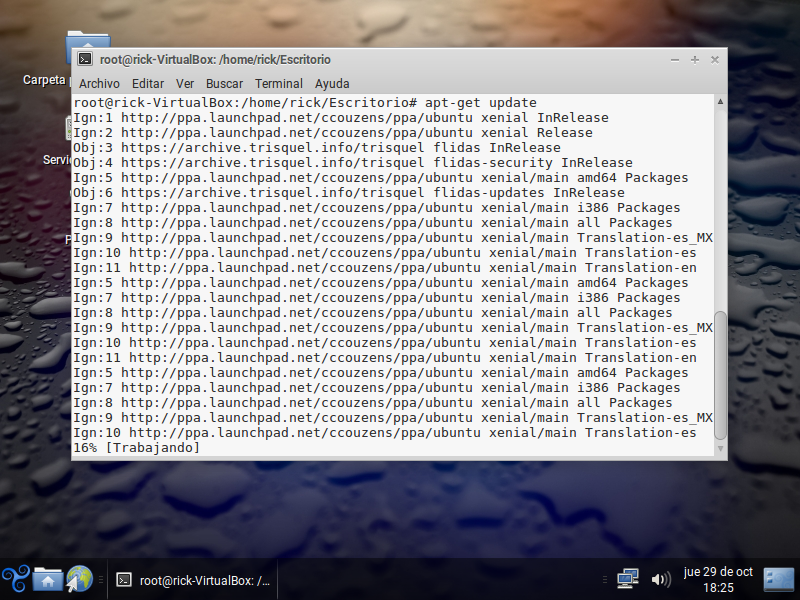 Carpeta
Servi
P
root@rick-VirtualBox: /home/rick/Escritorio
Archivo Editar Ver Buscar Terminal Ayuda
root@rick-VirtualBox:/home/rick/Escritorio# apt-get update
Ign:1 http://ppa.launchpad.net/ccouzens/ppa/ubuntu xenial InRelease
Ign:2 http://ppa.launchpad.net/ccouzens/ppa/ubuntu xenial Release
Obj:3 https://archive.trisquel.info/trisquel flidas InRelease
Obj:4 https://archive.trisquel.info/trisquel flidas-security InRelease
Ign:5 http://ppa.launchpad.net/ccouzens/ppa/ubuntu xenial/main amd64 Packages
Obj:6 https://archive.trisquel.info/trisquel flidas-updates InRelease
Ign:7 http://ppa.launchpad.net/ccouzens/ppa/ubuntu xenial/main i386 Packages
Ign:8 http://ppa.launchpad.net/ccouzens/ppa/ubuntu xenial/main all Packages
Ign:9 http://ppa.launchpad.net/ccouzens/ppa/ubuntu xenial/main Translation-es_MX
Ign:10 http://ppa.launchpad.net/ccouzens/ppa/ubuntu xenial/main Translation-es
Ign:11 http://ppa.launchpad.net/ccouzens/ppa/ubuntu xenial/main Translation-en
Ign:5 http://ppa.launchpad.net/ccouzens/ppa/ubuntu xenial/main amd64 Packages
Ign:7 http://ppa.launchpad.net/ccouzens/ppa/ubuntu xenial/main i386 Packages
Ign:8 http://ppa.launchpad.net/ccouzens/ppa/ubuntu xenial/main all Packages
Ign:9 http://ppa.launchpad.net/ccouzens/ppa/ubuntu xenial/main Translation-es_MX
Ign:10 http://ppa.launchpad.net/ccouzens/ppa/ubuntu xenial/main Translation-es
Ign:11 http://ppa.launchpad.net/ccouzens/ppa/ubuntu xenial/main Translation-en
Ign:5 http://ppa.launchpad.net/ccouzens/ppa/ubuntu xenial/main amd64 Packages
Ign:7 http://ppa.launchpad.net/ccouzens/ppa/ubuntu xenial/main i386 Packages
Ign:8 http://ppa.launchpad.net/ccouzens/ppa/ubuntu xenial/main all Packages
Ign:9 http://ppa.launchpad.net/ccouzens/ppa/ubuntu xenial/main Translation-es_MX
Ign:10 http://ppa.launchpad.net/ccouzens/ppa/ubuntu xenial/main Translation-es
16% [Trabajando]
root@rick-VirtualBox: /...
jue 29 de oct
18:25